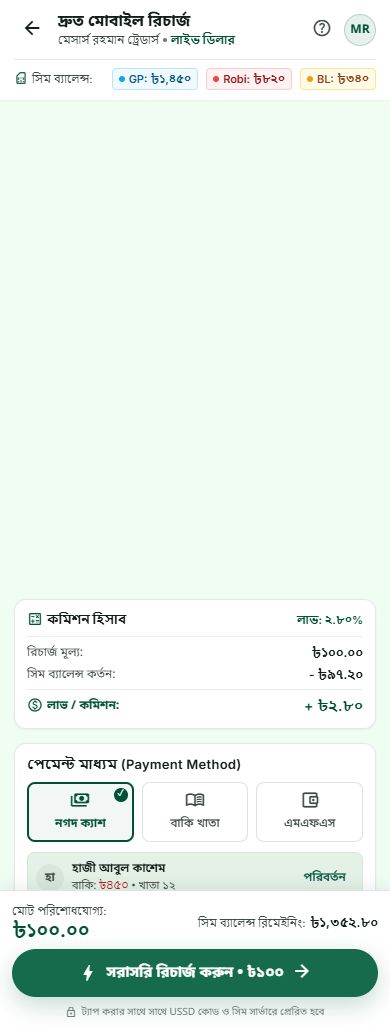 দ্রুত মোবাইল রিচার্জ
মেসার্স রহমান ট্রেডার্স • লাইভ ডিলার
MR
সিম ব্যালেন্স:
GP: ৳১,৪৫০
Robi: ৳৮২০
BL: ৳৩৪০
কমিশন হিসাব
লাভ: ২.৮০%
রিচার্জ মূল্য:
৳১০০.০০
সিম ব্যালেন্স কর্তন:
- ৳৯৭.২০
লাভ / কমিশন:
+ ৳২.৮০
পেমেন্ট মাধ্যম (Payment Method)
নগদ ক্যাশ
বাকি খাতা
এমএফএস
হা
হাজী আবুল কাশেম
বাকি: ৳৪৫০ • খাতা ১২
পরিবর্তন
মোট পরিশোধযোগ্য:
৳১০০.০০
সিম ব্যালেন্স রিমেইনিং: ৳১,৩৫২.৮০
সরাসরি রিচার্জ করুন • ৳১০০
ট্যাপ করার সাথে সাথে USSD কোড ও সিম সার্ভারে প্রেরিত হবে